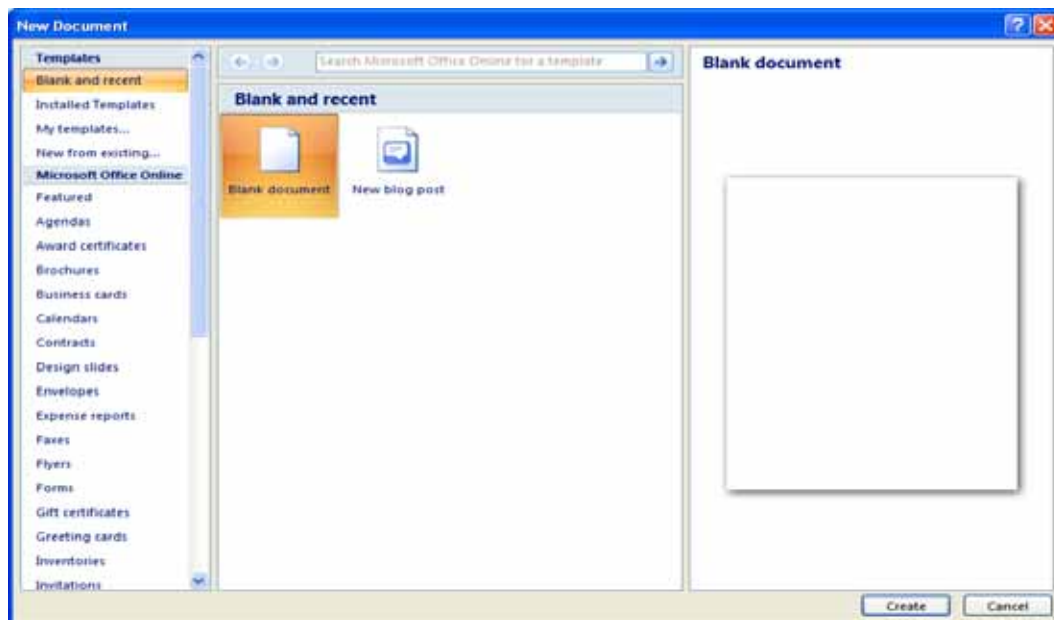 New Document
Templates
Blank and recent
Installed Templates
My templates...
New from existing...
Microsoft Office Online
Featured
Agendas
Award certificates
Brochures
Business cards
Calendars
Contracts
Design slides
Envelopes
Expense reports
Faxes
Flyers
Forms
Gift certificates
Greeting cards
Inventories
Invitations
Search Microsoft Office Online for a template
Blank and recent
Blank document
New blog post
Blank document
Create
Cancel